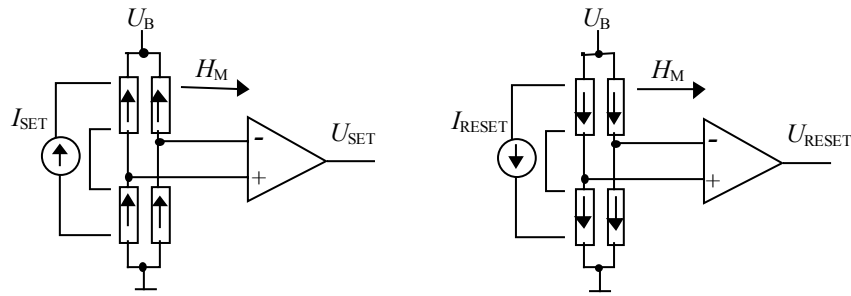 U_B
H_M
I_SET
U_SET
-
+
U_B
H_M
I_RESET
U_RESET
-
+